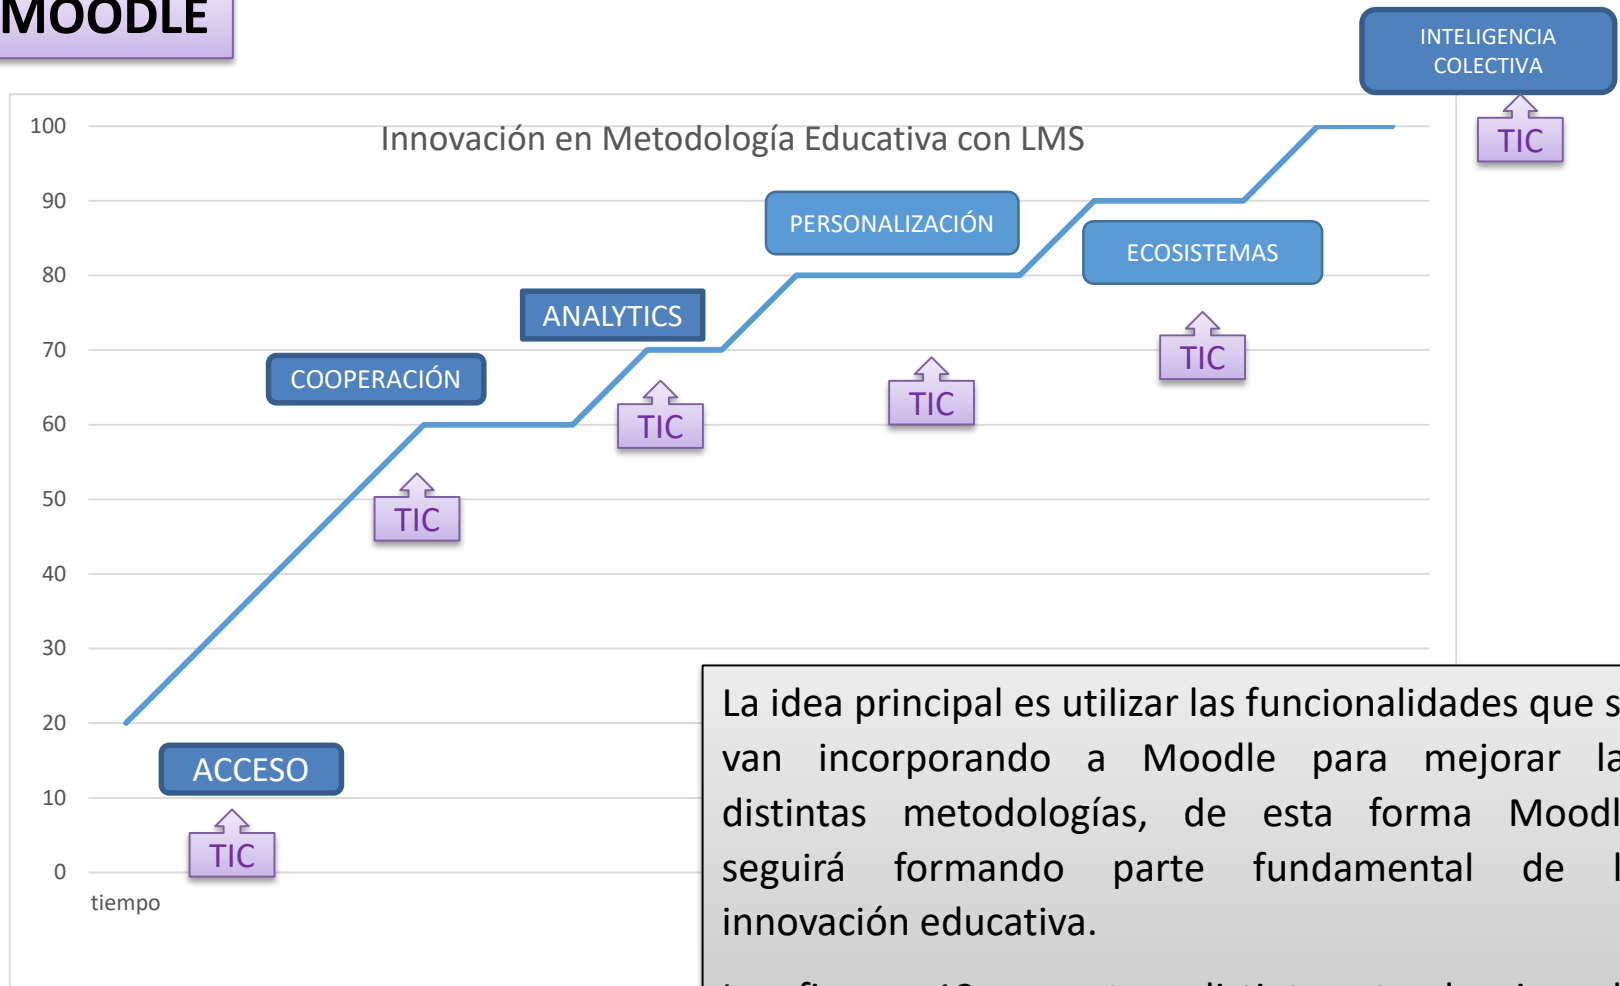 MOODLE
INTELIGENCIA
COLECTIVA
TIC
Innovación en Metodología Educativa con LMS
100
90
80
70
60
50
40
30
20
10
0
tiempo
PERSONALIZACIÓN
ECOSISTEMAS
ANALYTICS
COOPERACIÓN
TIC
TIC
TIC
TIC
ACCESO
TIC
La idea principal es utilizar las funcionalidades que s
van incorporando a Moodle para mejorar la
distintas metodologías, de esta forma Moodl
seguirá formando parte fundamental de l
innovación educativa.